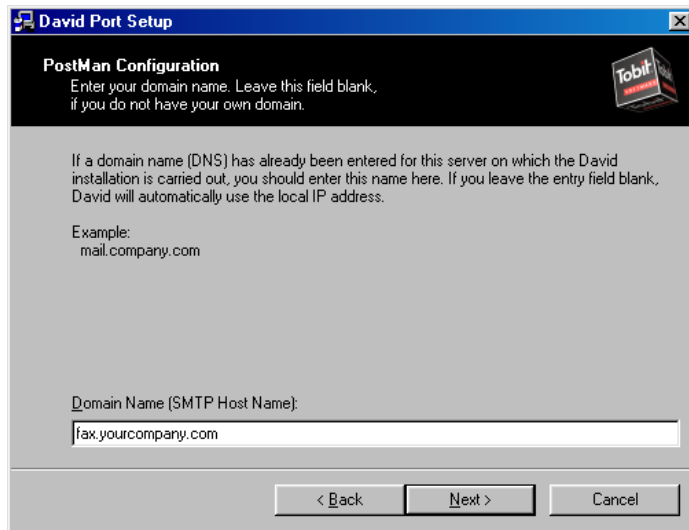 David Port Setup
PostMan Configuration
Enter your domain name. Leave this field blank,
if you do not have your own domain.
Tobit
SOFTWARE
If a domain name (DNS) has already been entered for this server on which the David
installation is carried out, you should enter this name here. If you leave the entry field blank,
David will automatically use the local IP address.
Example:
mail.company.com
Domain Name (SMTP Host Name):
fax.yourcompany.com
< Back
Next >
Cancel